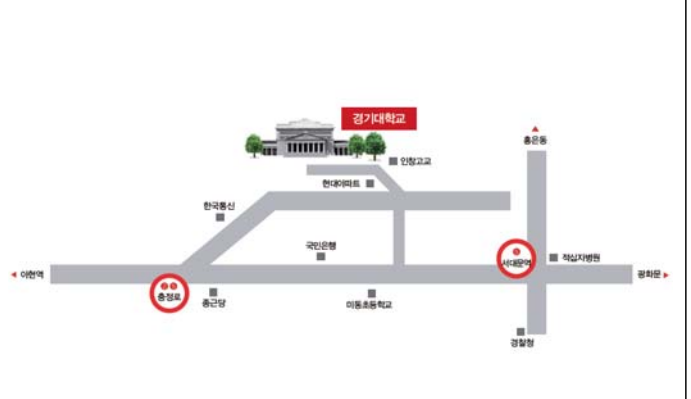 경기대학교
홍은동
인창고교
현대아파트
한국통신
국민은행
서대문역
적십자병원
아현역
광화문
충정로
종근당
미동초등학교
경찰청